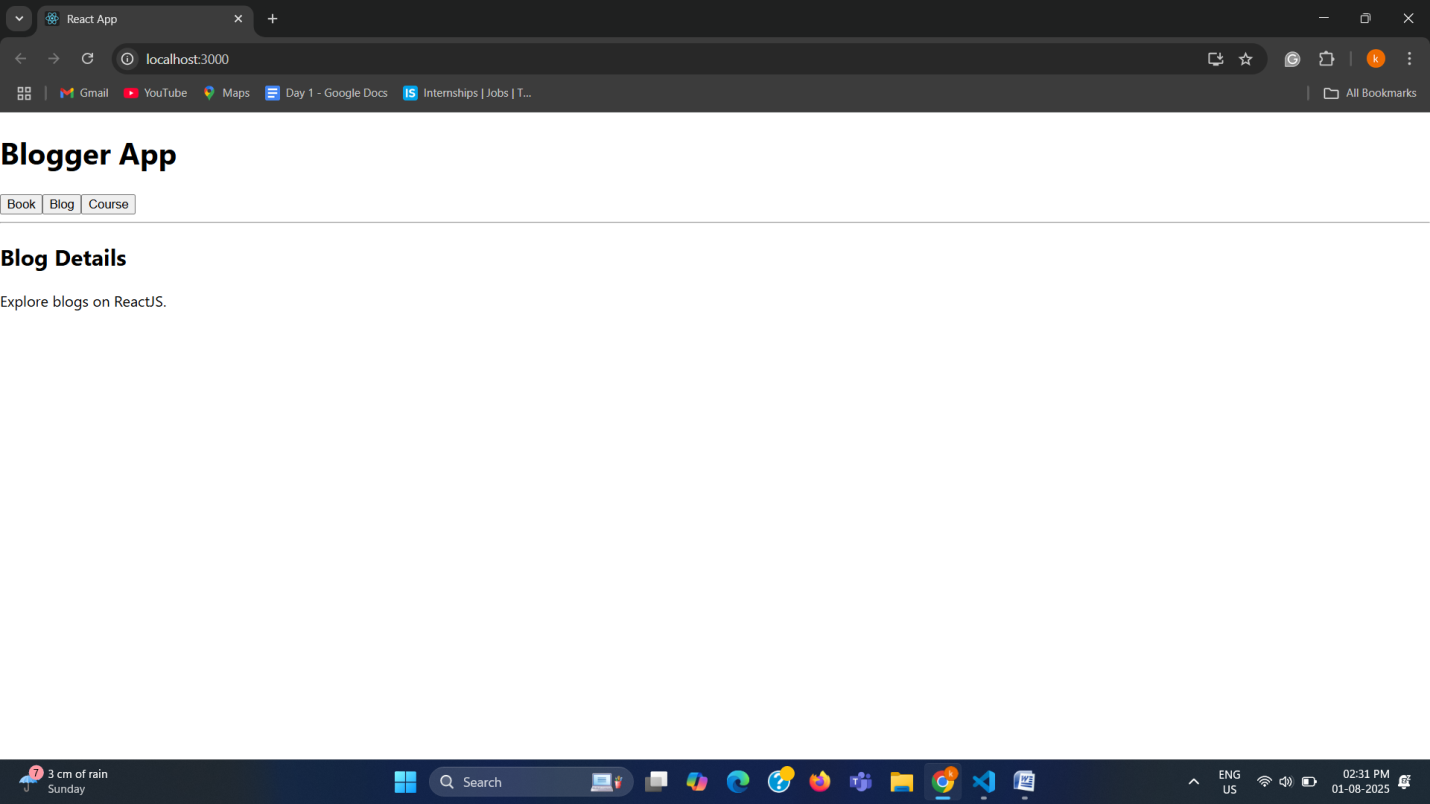 React App
localhost:3000
k
Gmail
YouTube
Maps
Day 1 - Google Docs
IS
Internships | Jobs | T...
All Bookmarks
Blogger App
Book
Blog
Course
Blog Details
Explore blogs on ReactJS.
7
3 cm of rain
Sunday
Search
k
ENG
US
02:31 PM
01-08-2025